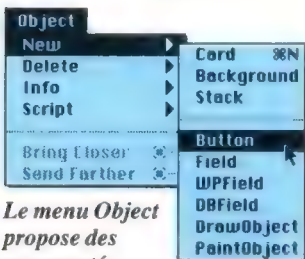 Object
New
Delete
Info
Script
Bring Closer
Send Farther
Card ⌘N
Background
Stack
Button
Field
WPField
DBField
DrawObject
PaintObject
Le menu Object
propose des